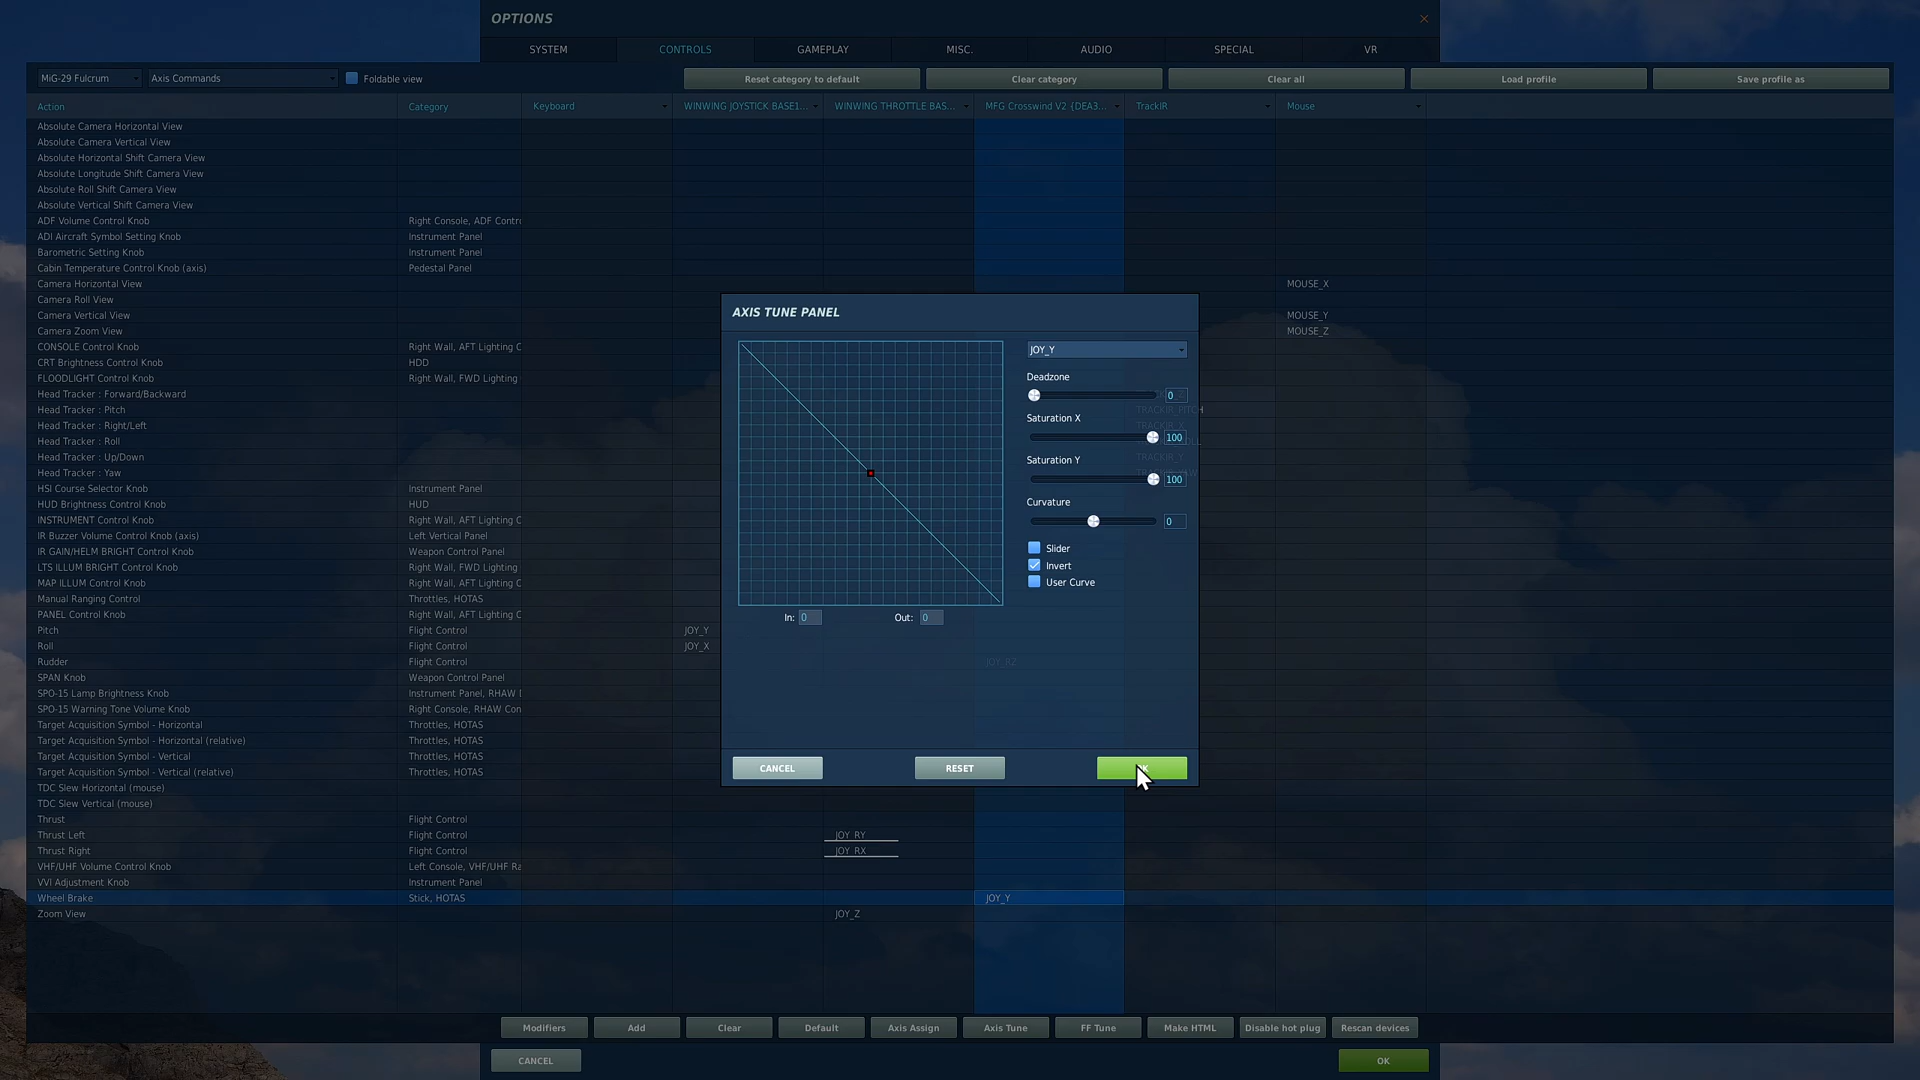 OPTIONS
SYSTEM CONTROLS GAMEPLAY MISC. AUDIO SPECIAL VR
MiG-29 Fulcrum Axis Commands Foldable view Reset category to default Clear category Clear all Load profile Save profile as
Action Category Keyboard WINWING JOYSTICK BASE1... WINWING THROTTLE BAS... MFG Crosswind V2 {DEA3... TrackIR Mouse
Absolute Camera Horizontal View
Absolute Camera Vertical View
Absolute Horizontal Shift Camera View
Absolute Longitude Shift Camera View
Absolute Roll Shift Camera View
Absolute Vertical Shift Camera View
ADF Volume Control Knob Right Console, ADF Contro
ADI Aircraft Symbol Setting Knob Instrument Panel
Barometric Setting Knob Instrument Panel
Cabin Temperature Control Knob (axis) Pedestal Panel
Camera Horizontal View MOUSE_X
Camera Roll View
Camera Vertical View MOUSE_Y
Camera Zoom View MOUSE_Z
CONSOLE Control Knob Right Wall, AFT Lighting C
CRT Brightness Control Knob HDD
FLOODLIGHT Control Knob Right Wall, FWD Lighting
Head Tracker : Forward/Backward
Head Tracker : Pitch TRACKIR_PITCH
Head Tracker : Right/Left TRACKIR_X
Head Tracker : Roll
Head Tracker : Up/Down TRACKIR_Y
Head Tracker : Yaw
HSI Course Selector Knob Instrument Panel
HUD Brightness Control Knob HUD
INSTRUMENT Control Knob Right Wall, AFT Lighting C
IR Buzzer Volume Control Knob (axis) Left Vertical Panel
IR GAIN/HELM BRIGHT Control Knob Weapon Control Panel
LTS ILLUM BRIGHT Control Knob Right Wall, FWD Lighting
MAP ILLUM Control Knob Right Wall, AFT Lighting C
Manual Ranging Control Throttles, HOTAS
PANEL Control Knob Right Wall, AFT Lighting C
Pitch Flight Control JOY_Y
Roll Flight Control JOY_X
Rudder Flight Control JOY_RZ
SPAN Knob Weapon Control Panel
SPO-15 Lamp Brightness Knob Instrument Panel, RHAW I
SPO-15 Warning Tone Volume Knob Right Console, RHAW Con
Target Acquisition Symbol - Horizontal Throttles, HOTAS
Target Acquisition Symbol - Horizontal (relative) Throttles, HOTAS
Target Acquisition Symbol - Vertical Throttles, HOTAS
Target Acquisition Symbol - Vertical (relative) Throttles, HOTAS
TDC Slew Horizontal (mouse)
TDC Slew Vertical (mouse)
Thrust Flight Control
Thrust Left Flight Control JOY_RY
Thrust Right Flight Control JOY_RX
VHF/UHF Volume Control Knob Left Console, VHF/UHF Ra
VVI Adjustment Knob Instrument Panel
Wheel Brake Stick, HOTAS JOY_Y
Zoom View JOY_Z
AXIS TUNE PANEL
JOY_Y
Deadzone
0
Saturation X
100
Saturation Y
100
Curvature
0
Slider
Invert
User Curve
In: 0 Out: 0
CANCEL RESET
Modifiers Add Clear Default Axis Assign Axis Tune FF Tune Make HTML Disable hot plug Rescan devices
CANCEL OK